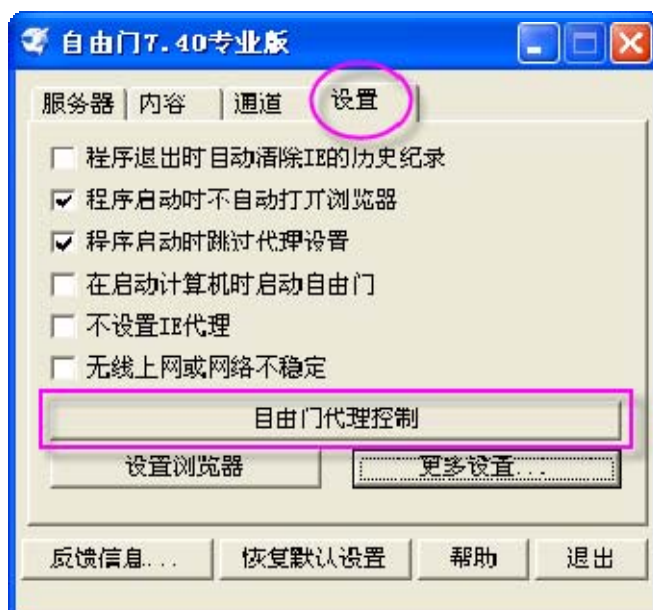 自由门7.40专业版
服务器 内容 通道 设置
程序退出时自动清除IE的历史纪录
程序启动时不自动打开浏览器
程序启动时跳过代理设置
在启动计算机时启动自由门
不设置IE代理
无线上网或网络不稳定
自由门代理控制
设置浏览器 更多设置...
反馈信息.... 恢复默认设置 帮助 退出